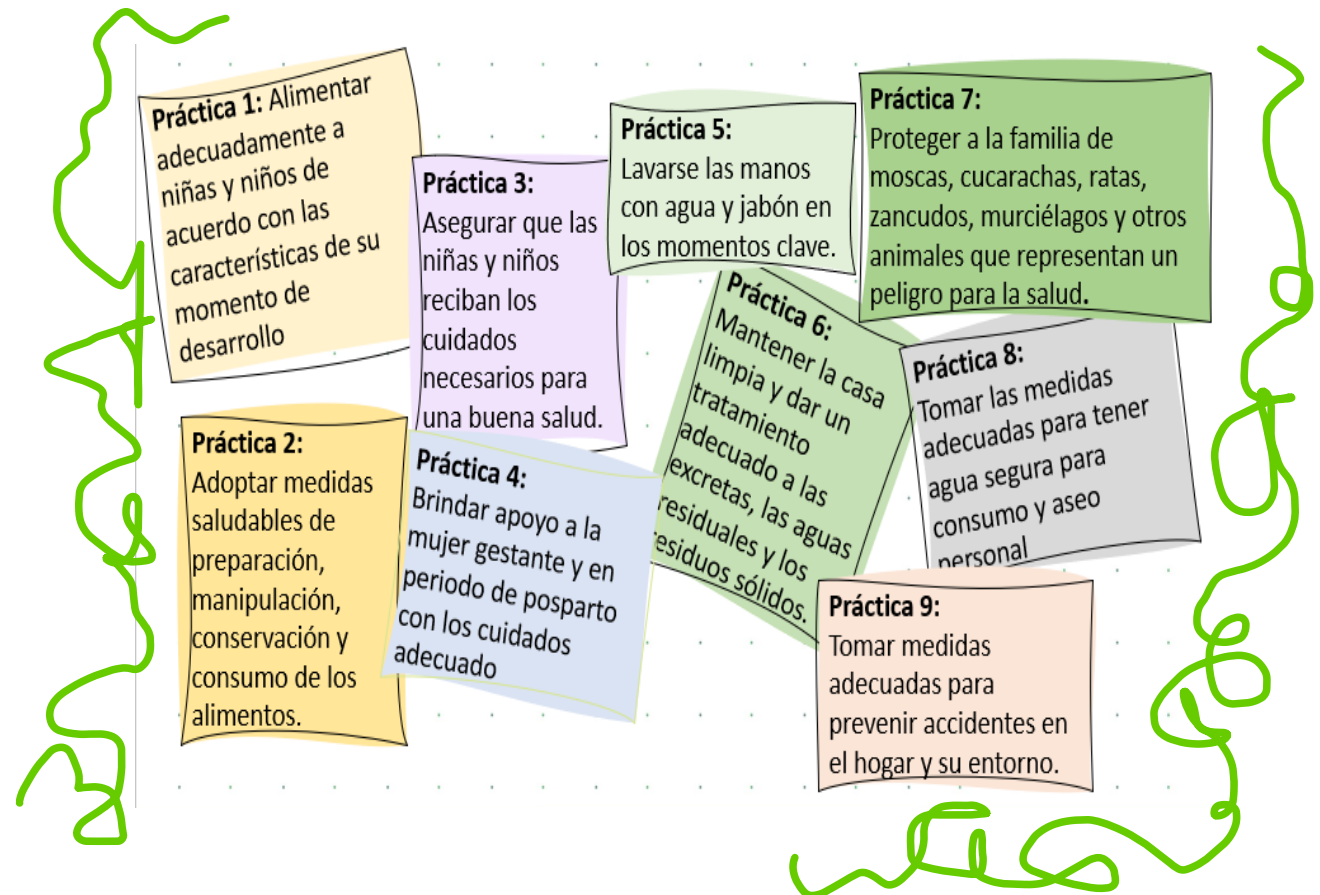 Práctica 1: Alimentar
adecuadamente a
niñas y niños de
acuerdo con las
características de su
momento de
desarrollo
Práctica 2:
Adoptar medidas
saludables de
preparación,
manipulación,
conservación y
consumo de los
alimentos.
Práctica 3:
Asegurar que las
niñas y niños
reciban los
cuidados
necesarios para
una buena salud.
Práctica 4:
Brindar apoyo a la
mujer gestante y en
periodo de posparto
con los cuidados
adecuado
Práctica 5:
Lavarse las manos
con agua y jabón en
los momentos clave.
Práctica 6:
Mantener la casa
limpia y dar un
tratamiento
adecuado a las
excretas, las aguas
residuales y los
residuos sólidos.
Práctica 7:
Proteger a la familia de
moscas, cucarachas, ratas,
zancudos, murciélagos y otros
animales que representan un
peligro para la salud.
Práctica 8:
Tomar las medidas
adecuadas para tener
agua segura para
consumo y aseo
personal
Práctica 9:
Tomar medidas
adecuadas para
prevenir accidentes en
el hogar y su entorno.